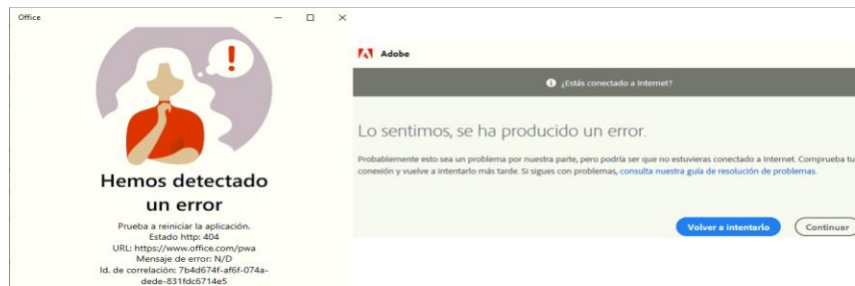 Office
Hemos detectado
un error
Prueba a reiniciar la aplicación.
Estado http: 404
URL: https://www.office.com/pwa
Mensaje de error: N/D
Id. de correlación: 7b4d674f-af6f-074a-
dede-831fdc6714e5
Adobe
¿Estás conectado a Internet?
Lo sentimos, se ha producido un error.
Probablemente esto sea un problema por nuestra parte, pero podría ser que no estuvieras conectado a Internet. Comprueba tu
conexión y vuelve a intentarlo más tarde. Si sigues con problemas, consulta nuestra guía de resolución de problemas.
Volver a intentarlo
Continuar